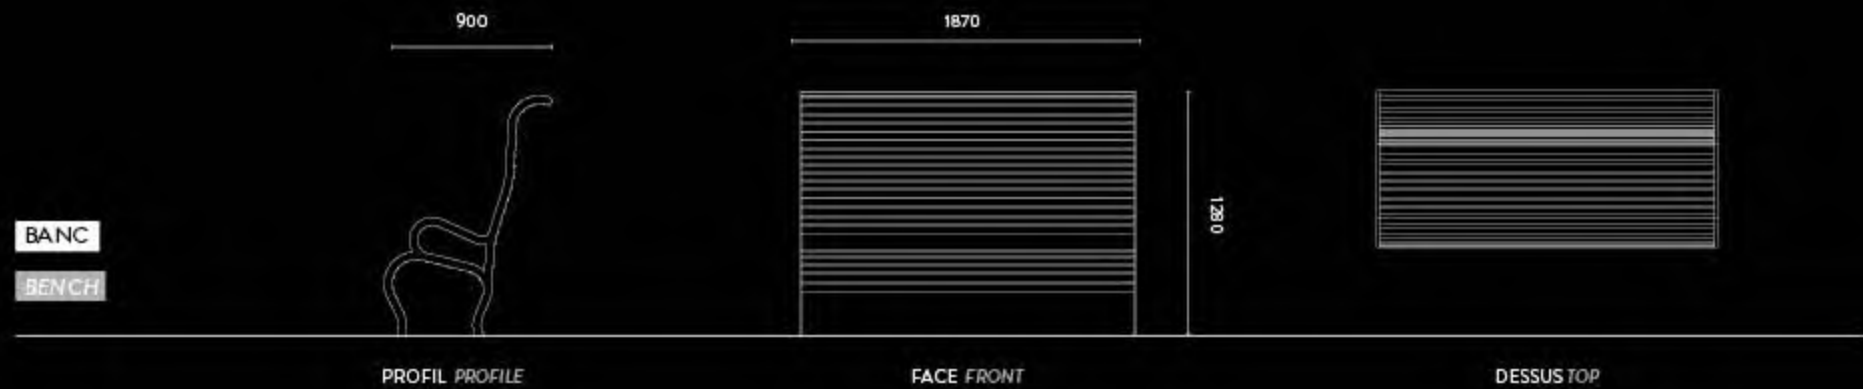 900
1870
1280
BANC
BENCH
PROFIL PROFILE
FACE FRONT
DESSUS TOP